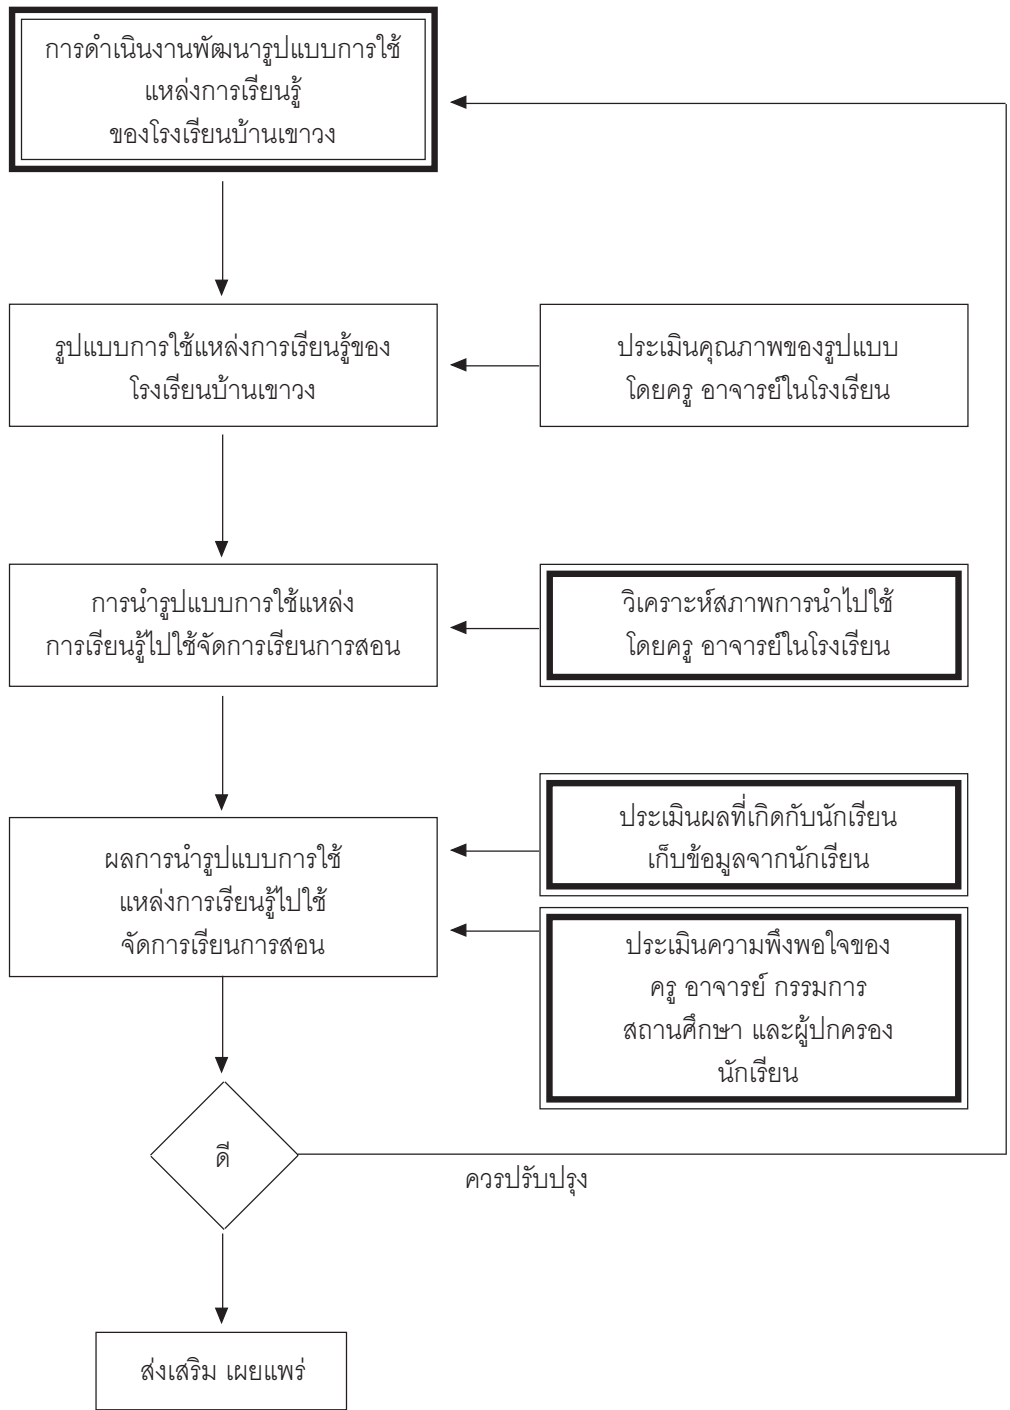 การดำเนินงานพัฒนารูปแบบการใช้
แหล่งการเรียนรู้
ของโรงเรียนบ้านเขาวง
รูปแบบการใช้แหล่งการเรียนรู้ของ
โรงเรียนบ้านเขาวง
ประเมินคุณภาพของรูปแบบ
โดยครู อาจารย์ในโรงเรียน
การนำรูปแบบการใช้แหล่ง
การเรียนรู้ไปใช้จัดการเรียนการสอน
วิเคราะห์สภาพการนำไปใช้
โดยครู อาจารย์ในโรงเรียน
ผลการนำรูปแบบการใช้
แหล่งการเรียนรู้ไปใช้
จัดการเรียนการสอน
ประเมินผลที่เกิดกับนักเรียน
เก็บข้อมูลจากนักเรียน
ประเมินความพึงพอใจของ
ครู อาจารย์ กรรมการ
สถานศึกษา และผู้ปกครอง
นักเรียน
ดี
ควรปรับปรุง
ส่งเสริม เผยแพร่